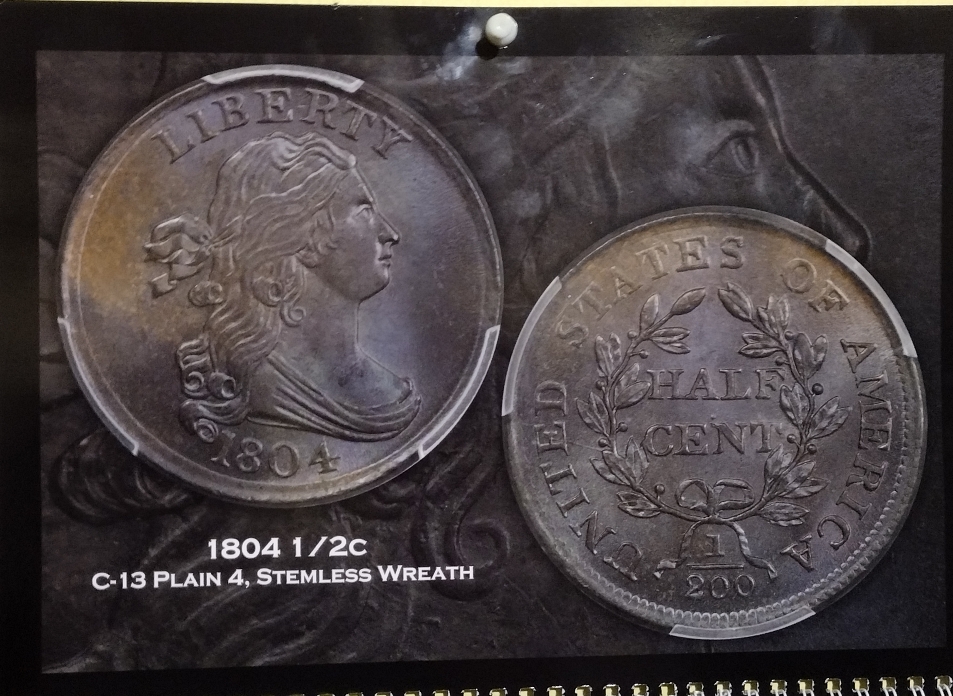 LIBERTY
1804
UNITED STATES OF AMERICA
HALF
CENT
1
200
1804 1/2C
C-13 PLAIN 4, STEMLESS WREATH